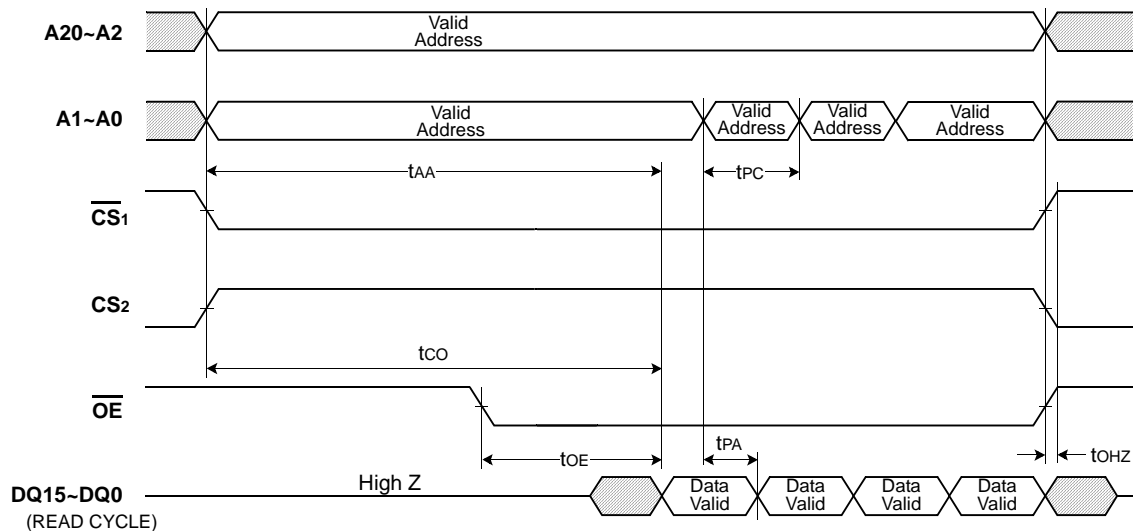 A20~A2
Valid
Address
A1~A0
Valid
Address
Valid
Address
Valid
Address
Valid
Address
tAA
tPC
CS1
CS2
tCO
OE
tOE
tPA
tOHZ
DQ15~DQ0
(READ CYCLE)
High Z
Data
Valid
Data
Valid
Data
Valid
Data
Valid